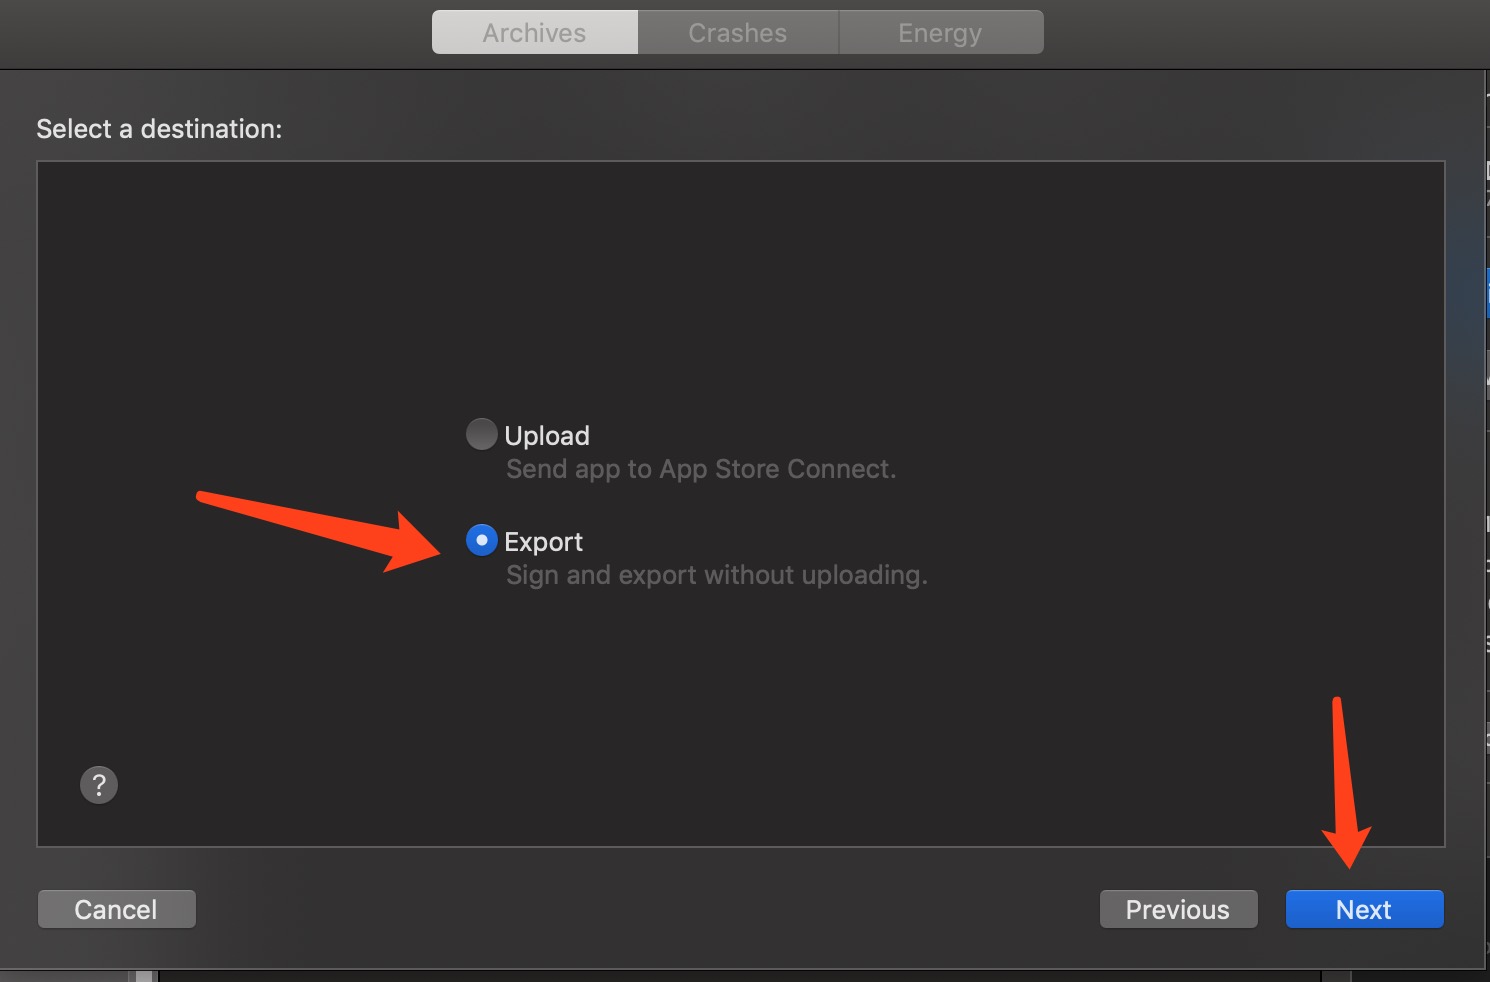 Archives
Crashes
Energy
Select a destination:
Upload
Send app to App Store Connect.
Export
Sign and export without uploading.
?
Cancel
Previous
Next